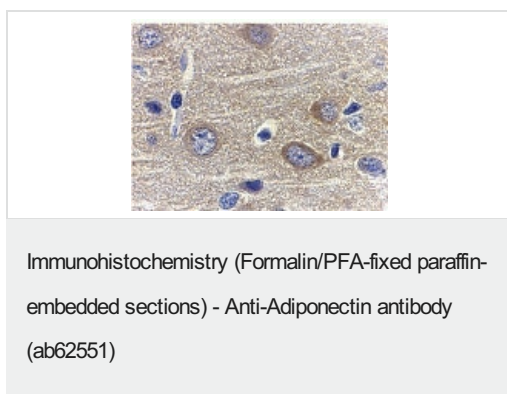 Immunohistochemistry (Formalin/PFA-fixed paraffin-
embedded sections) - Anti-Adiponectin antibody
(ab62551)